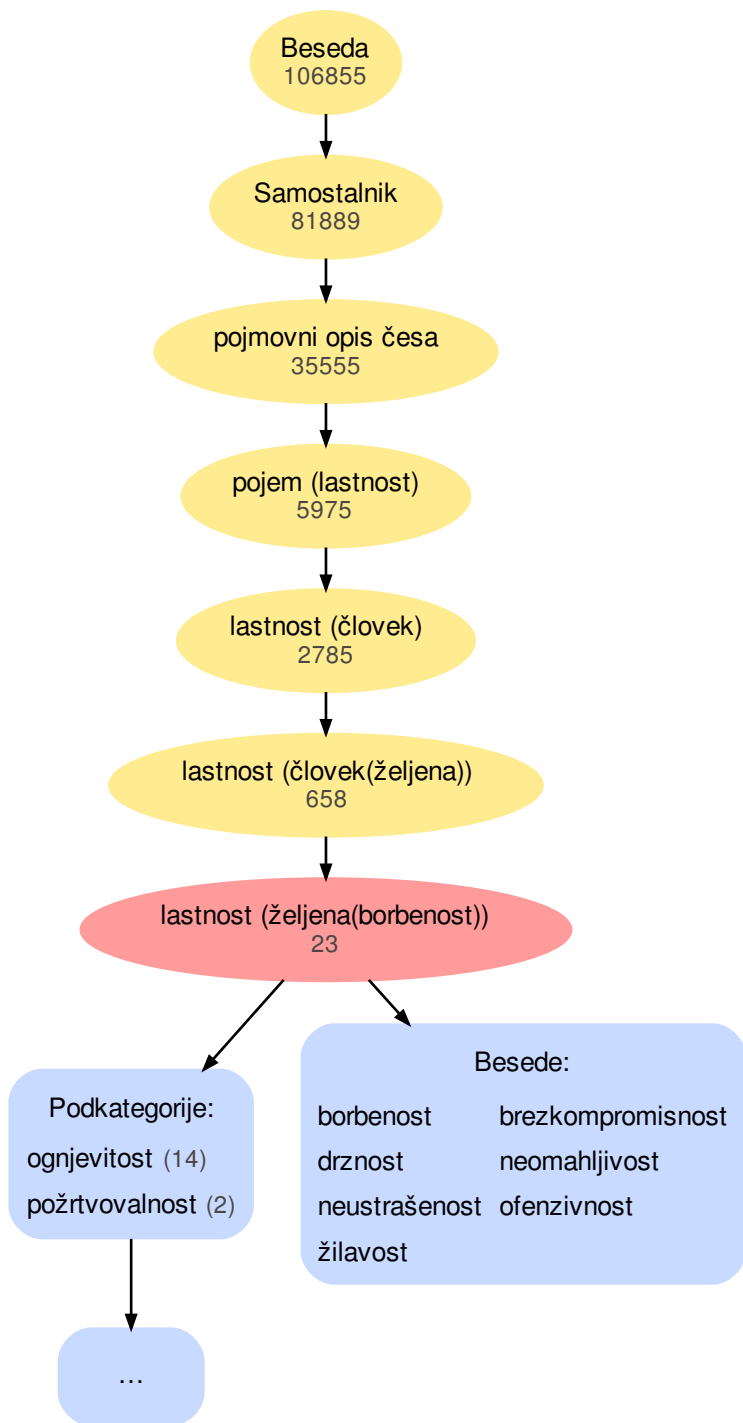 Beseda
106855
Samostalnik
81889
pojmovni opis česa
35555
pojem (lastnost)
5975
lastnost (človek)
2785
lastnost (človek(željena))
658
lastnost (željena(borbenost))
23
Podkategorije:
ognjevitost (14)
požrtvovalnost (2)
...
Besede:
borbenost brezkompromisnost
drznost neomahljivost
neustrašenost ofenzivnost
žilavost